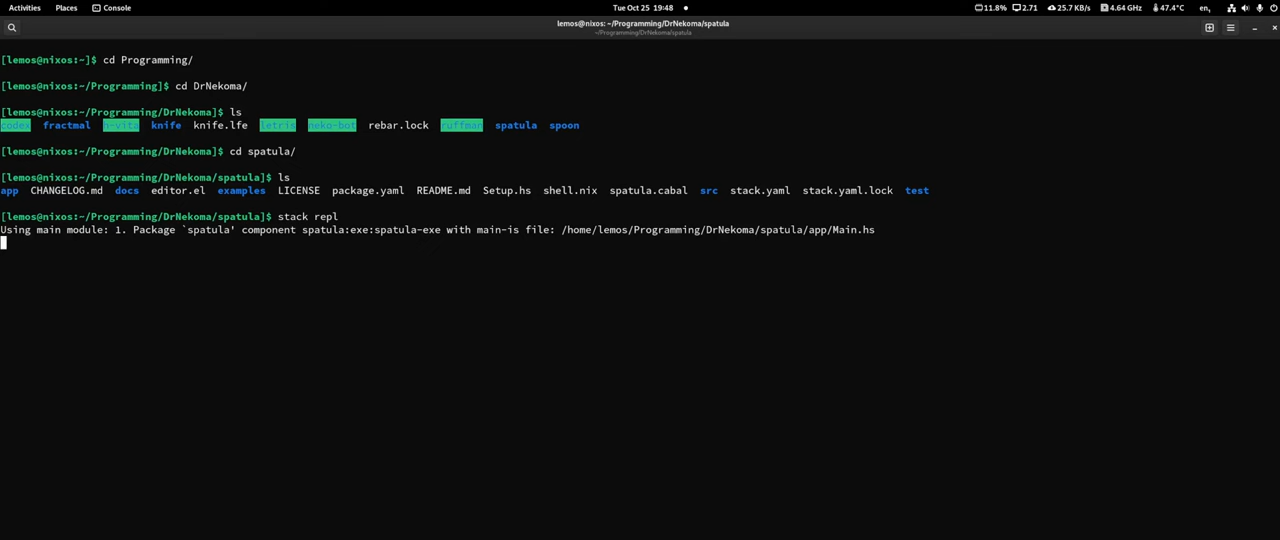 Activities Places Console Tue Oct 25 19:48 11.8% 2.71 25.7 KB/s 4.64 GHz 47.4°C en,
lemos@nixos: ~/Programming/DrNekoma/spatula
~/Programming/DrNekoma/spatula
[lemos@nixos:~]$ cd Programming/
[lemos@nixos:~/Programming]$ cd DrNekoma/
[lemos@nixos:~/Programming/DrNekoma]$ ls
codex fractmal h-vita knife knife.lfe letris neko-bot rebar.lock ruffman spatula spoon
[lemos@nixos:~/Programming/DrNekoma]$ cd spatula/
[lemos@nixos:~/Programming/DrNekoma/spatula]$ ls
app CHANGELOG.md docs editor.el examples LICENSE package.yaml README.md Setup.hs shell.nix spatula.cabal src stack.yaml stack.yaml.lock test
[lemos@nixos:~/Programming/DrNekoma/spatula]$ stack repl
Using main module: 1. Package `spatula' component spatula:exe:spatula-exe with main-is file: /home/lemos/Programming/DrNekoma/spatula/app/Main.hs